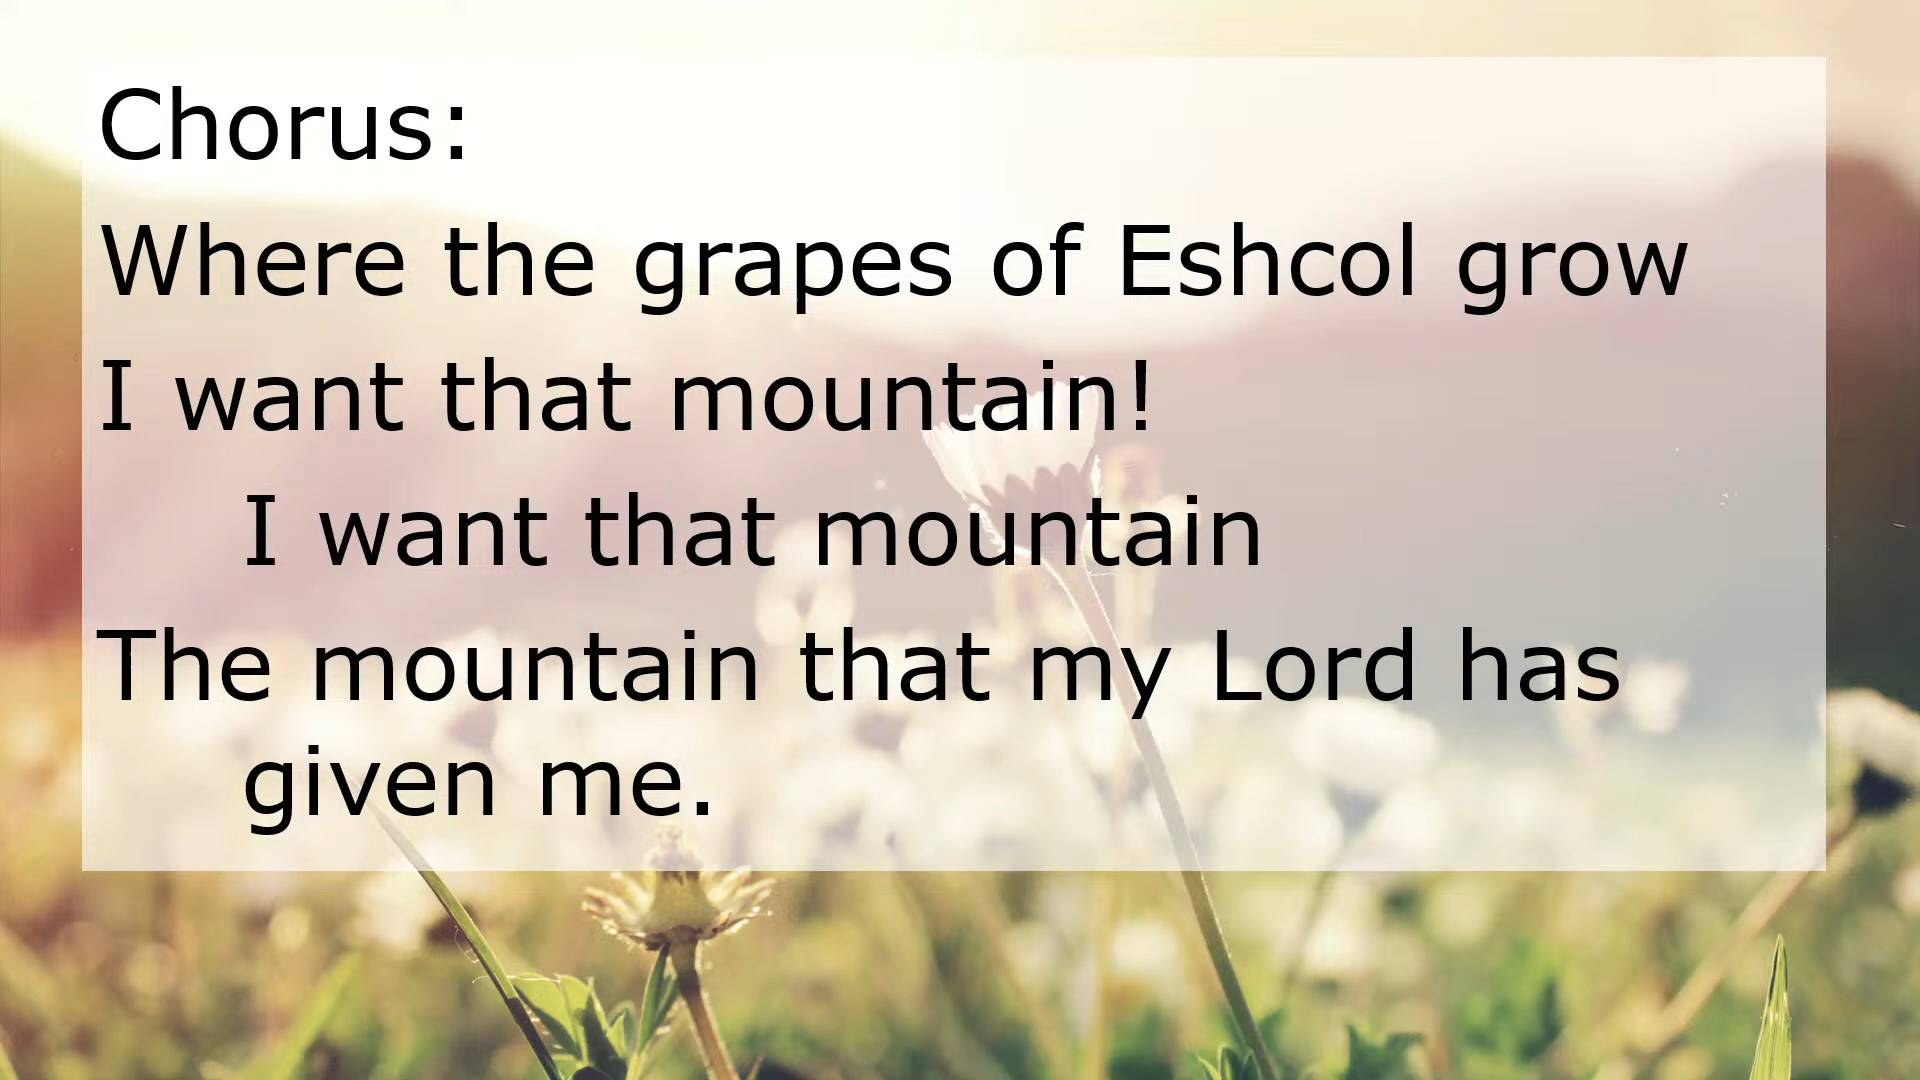 Chorus:
Where the grapes of Eshcol grow
I want that mountain!
I want that mountain
The mountain that my Lord has
given me.